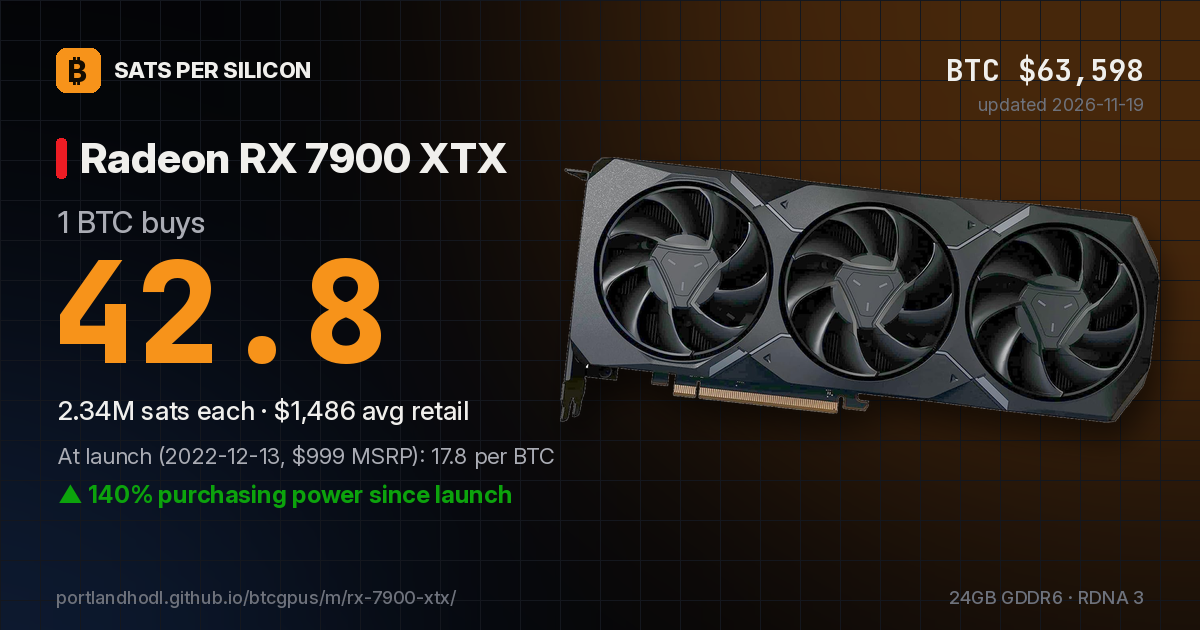 ₿ SATS PER SILICON
BTC $63,598
updated 2026-11-19
Radeon RX 7900 XTX
1 BTC buys
42.8
2.34M sats each · $1,486 avg retail
At launch (2022-12-13, $999 MSRP): 17.8 per BTC
▲ 140% purchasing power since launch
portlandhodl.github.io/btcgpus/m/rx-7900-xtx/
24GB GDDR6 · RDNA 3